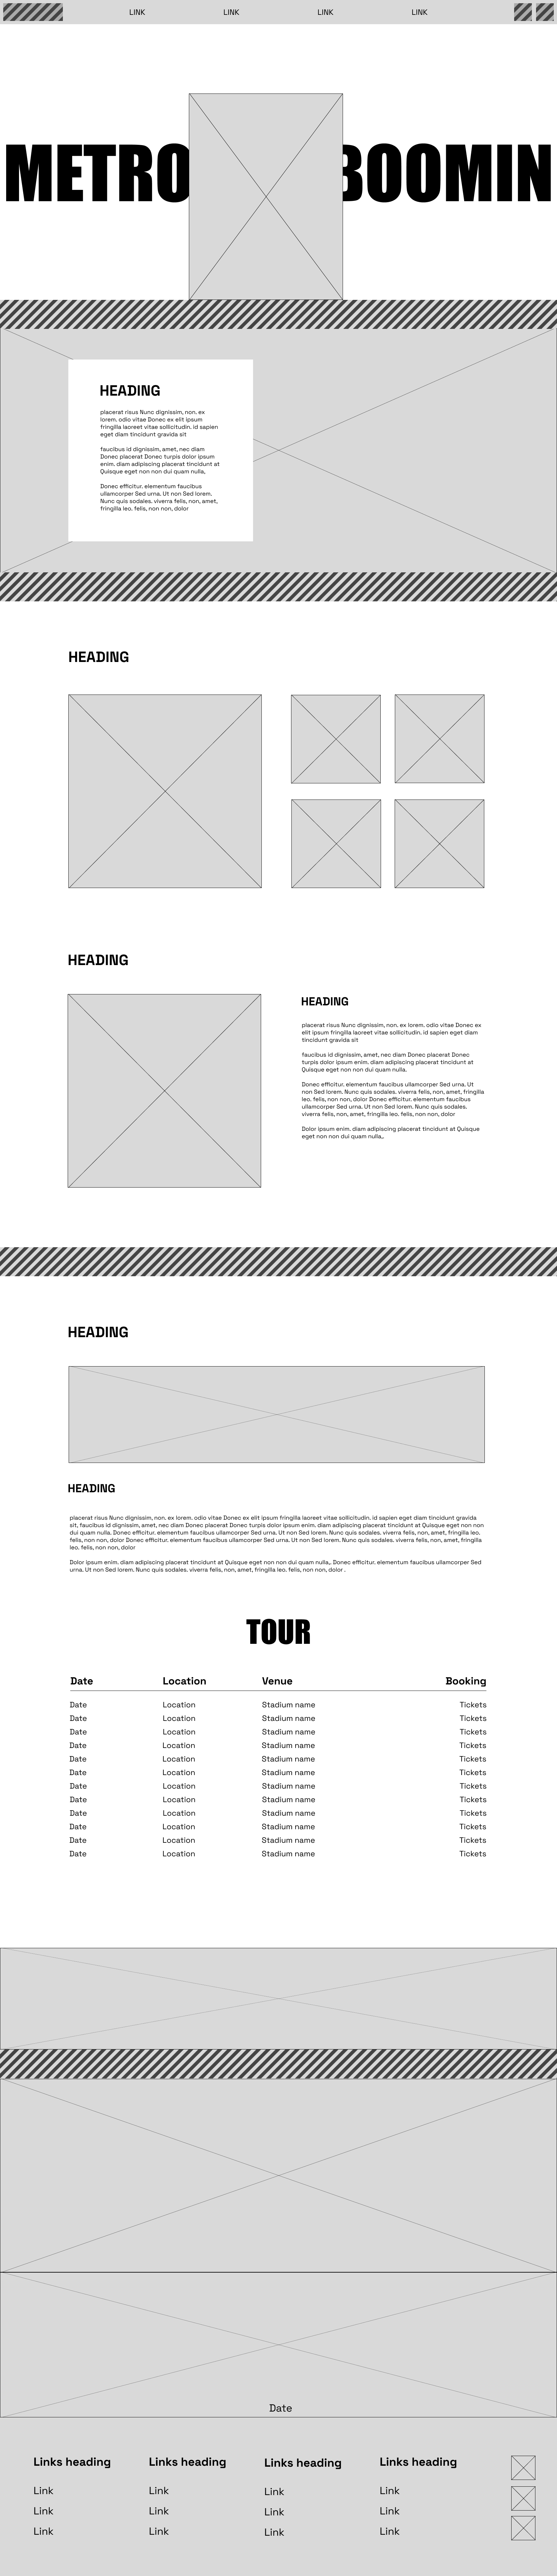 LINK LINK LINK LINK
METRO BOOMIN
HEADING
placerat risus Nunc dignissim, non. ex
lorem. odio vitae Donec ex elit ipsum
fringilla laoreet vitae sollicitudin. id sapien
eget diam tincidunt gravida sit
faucibus id dignissim, amet, nec diam
Donec placerat Donec turpis dolor ipsum
enim. diam adipiscing placerat tincidunt at
Quisque eget non non dui quam nulla,
Donec efficitur. elementum faucibus
ullamcorper Sed urna. Ut non Sed lorem.
Nunc quis sodales. viverra felis, non, amet,
fringilla leo. felis, non non, dolor
HEADING
HEADING
HEADING
placerat risus Nunc dignissim, non. ex lorem. odio vitae Donec ex
elit ipsum fringilla laoreet vitae sollicitudin. id sapien eget diam
tincidunt gravida sit
faucibus id dignissim, amet, nec diam Donec placerat Donec
turpis dolor ipsum enim. diam adipiscing placerat tincidunt at
Quisque eget non non dui quam nulla.
Donec efficitur. elementum faucibus ullamcorper Sed urna. Ut
non Sed lorem. Nunc quis sodales. viverra felis, non, amet, fringilla
leo. felis, non non, dolor Donec efficitur. elementum faucibus
ullamcorper Sed urna. Ut non Sed lorem. Nunc quis sodales.
viverra felis, non, amet, fringilla leo. felis, non non, dolor
Dolor ipsum enim. diam adipiscing placerat tincidunt at Quisque
eget non non dui quam nulla,.
HEADING
HEADING
placerat risus Nunc dignissim, non. ex lorem. odio vitae Donec ex elit ipsum fringilla laoreet vitae sollicitudin. id sapien eget diam tincidunt gravida
sit, faucibus id dignissim, amet, nec diam Donec placerat Donec turpis dolor ipsum enim. diam adipiscing placerat tincidunt at Quisque eget non non
dui quam nulla. Donec efficitur. elementum faucibus ullamcorper Sed urna. Ut non Sed lorem. Nunc quis sodales. viverra felis, non, amet, fringilla leo.
felis, non non, dolor Donec efficitur. elementum faucibus ullamcorper Sed urna. Ut non Sed lorem. Nunc quis sodales. viverra felis, non, amet, fringilla
leo. felis, non non, dolor
Dolor ipsum enim. diam adipiscing placerat tincidunt at Quisque eget non non dui quam nulla,. Donec efficitur. elementum faucibus ullamcorper Sed
urna. Ut non Sed lorem. Nunc quis sodales. viverra felis, non, amet, fringilla leo. felis, non non, dolor .
TOUR
Date Location Venue Booking
Date Location Stadium name Tickets
Date Location Stadium name Tickets
Date Location Stadium name Tickets
Date Location Stadium name Tickets
Date Location Stadium name Tickets
Date Location Stadium name Tickets
Date Location Stadium name Tickets
Date Location Stadium name Tickets
Date Location Stadium name Tickets
Date Location Stadium name Tickets
Date Location Stadium name Tickets
Date Location Stadium name Tickets
Date
Links heading Links heading Links heading Links heading
Link Link Link Link
Link Link Link Link
Link Link Link Link